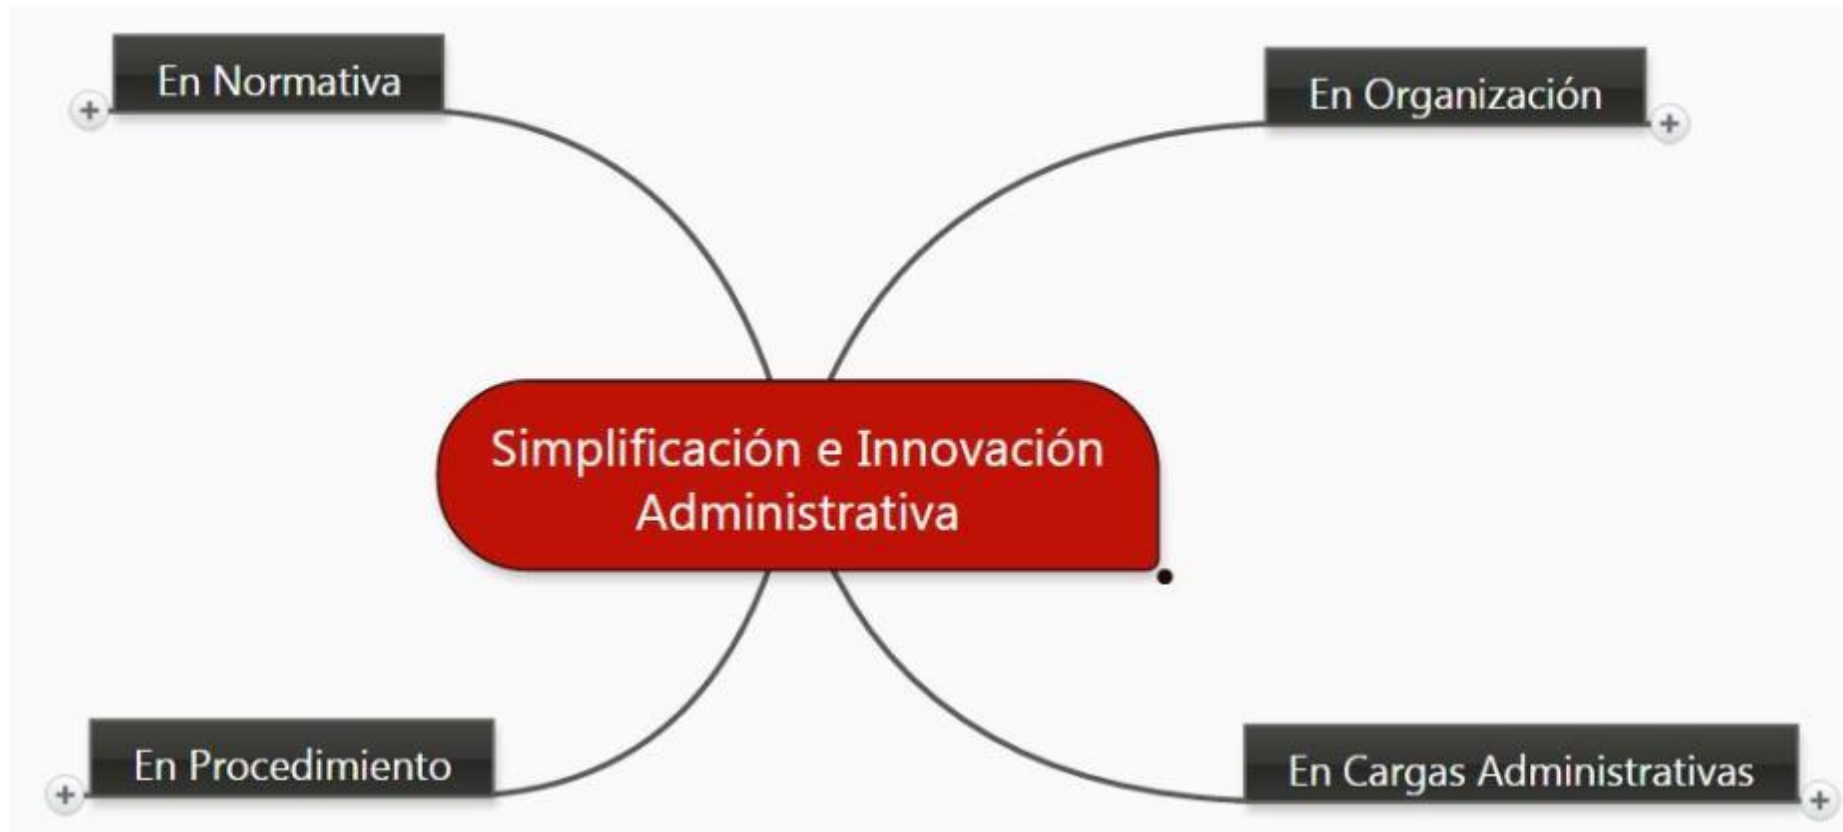 En Normativa
En Organización
Simplificación e Innovación
Administrativa
En Procedimiento
En Cargas Administrativas